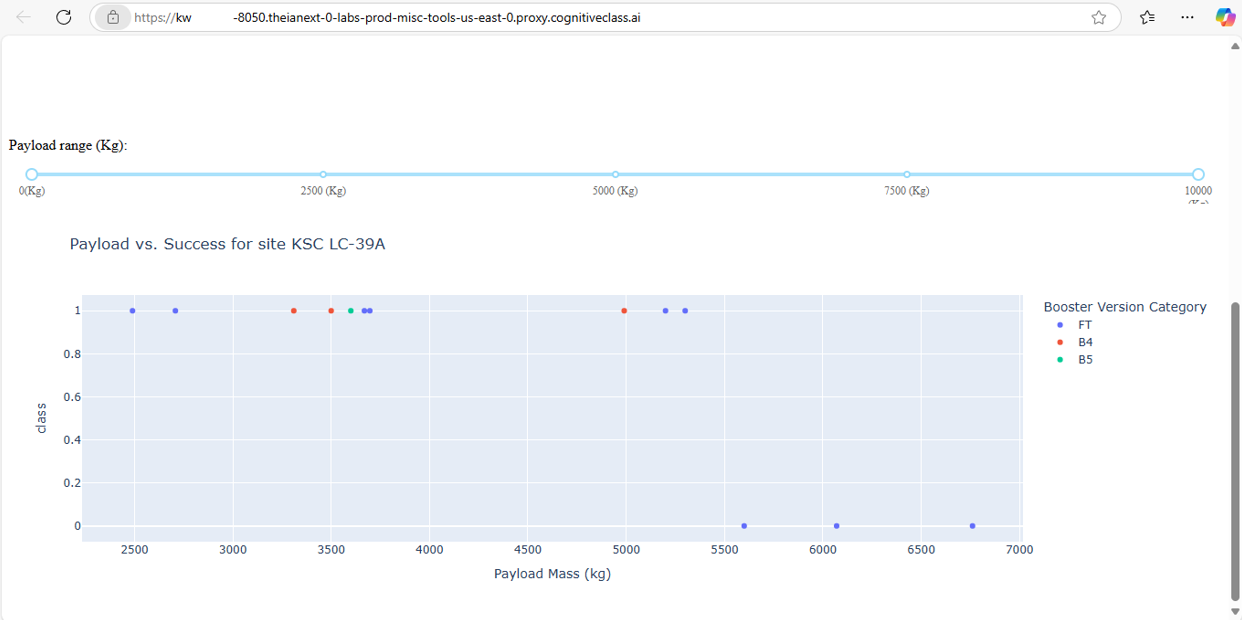 https://kw -8050.theianext-0-labs-prod-misc-tools-us-east-0.proxy.cognitiveclass.ai
Payload range (Kg):
0(Kg) 2500 (Kg) 5000 (Kg) 7500 (Kg) 10000
(Kg)
Payload vs. Success for site KSC LC-39A
Booster Version Category
FT
B4
B5
1
0.8
0.6
0.4
0.2
0
class
2500 3000 3500 4000 4500 5000 5500 6000 6500 7000
Payload Mass (kg)